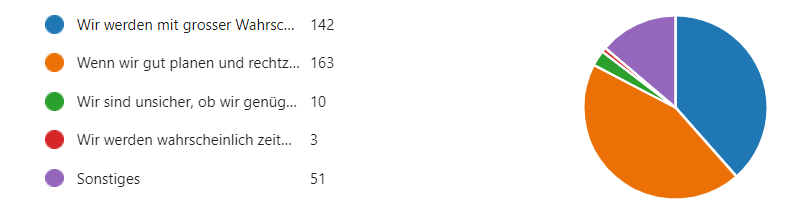 Wir werden mit grosser Wahrsc... 142
Wenn wir gut planen und rechtz... 163
Wir sind unsicher, ob wir genüg... 10
Wir werden wahrscheinlich zeit... 3
Sonstiges 51